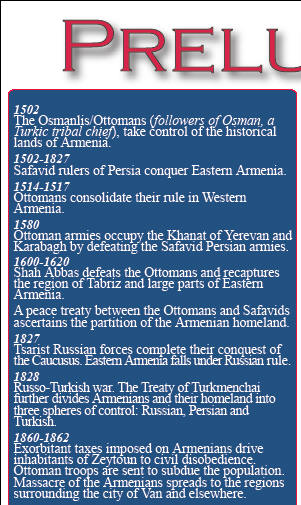 PRELU
1502
The Osmanlis/Ottomans (followers of Osman, a
Turkic tribal chief), take control of the historical
lands of Armenia.
1502-1827
Safavid rulers of Persia conquer Eastern Armenia.
1514-1517
Ottomans consolidate their rule in Western
Armenia.
1580
Ottoman armies occupy the Khanat of Yerevan and
Karabagh by defeating the Safavid Persian armies.
1600-1620
Shah Abbas defeats the Ottomans and recaptures
the region of Tabriz and large parts of Eastern
Armenia.
A peace treaty between the Ottomans and Safavids
ascertains the partition of the Armenian homeland.
1827
Tsarist Russian forces complete their conquest of
the Caucusus. Eastern Armenia falls under Russian rule.
1828
Russo-Turkish war. The Treaty of Turkmenchai
further divides Armenians and their homeland into
three spheres of control: Russian, Persian and
Turkish.
1860-1862
Exorbitant taxes imposed on Armenians drive
inhabitants of Zeytoun to civil disobedience.
Ottoman troops are sent to subdue the population.
Massacre of the Armenians spreads to the regions
surrounding the city of Van and elsewhere.